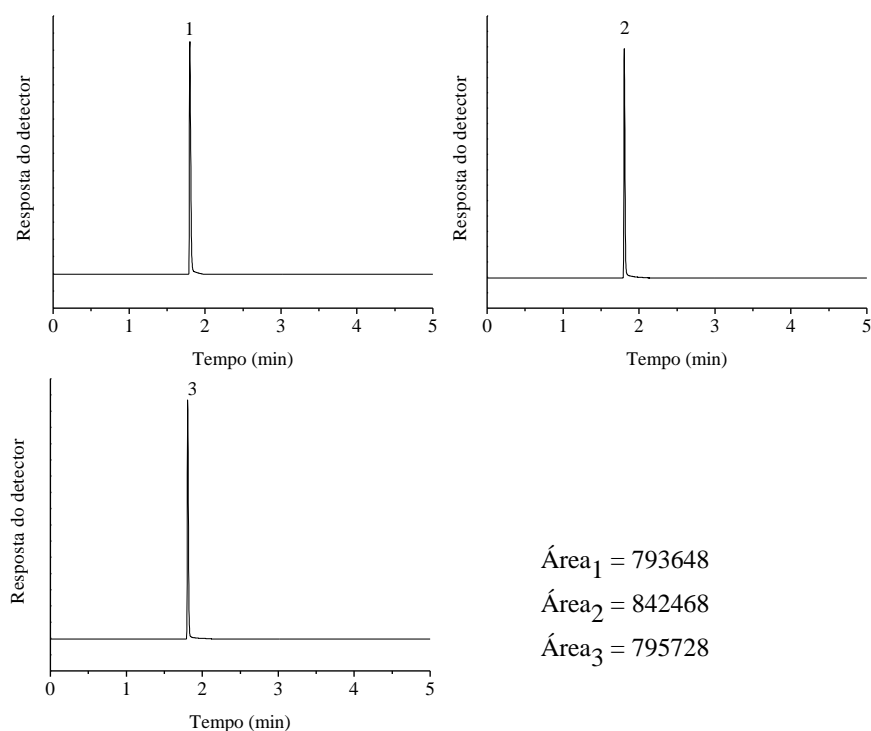 1
Resposta do detector
0 1 2 3 4 5
Tempo (min)
2
Resposta do detector
0 1 2 3 4 5
Tempo (min)
3
Resposta do detector
0 1 2 3 4 5
Tempo (min)
Área1 = 793648
Área2 = 842468
Área3 = 795728